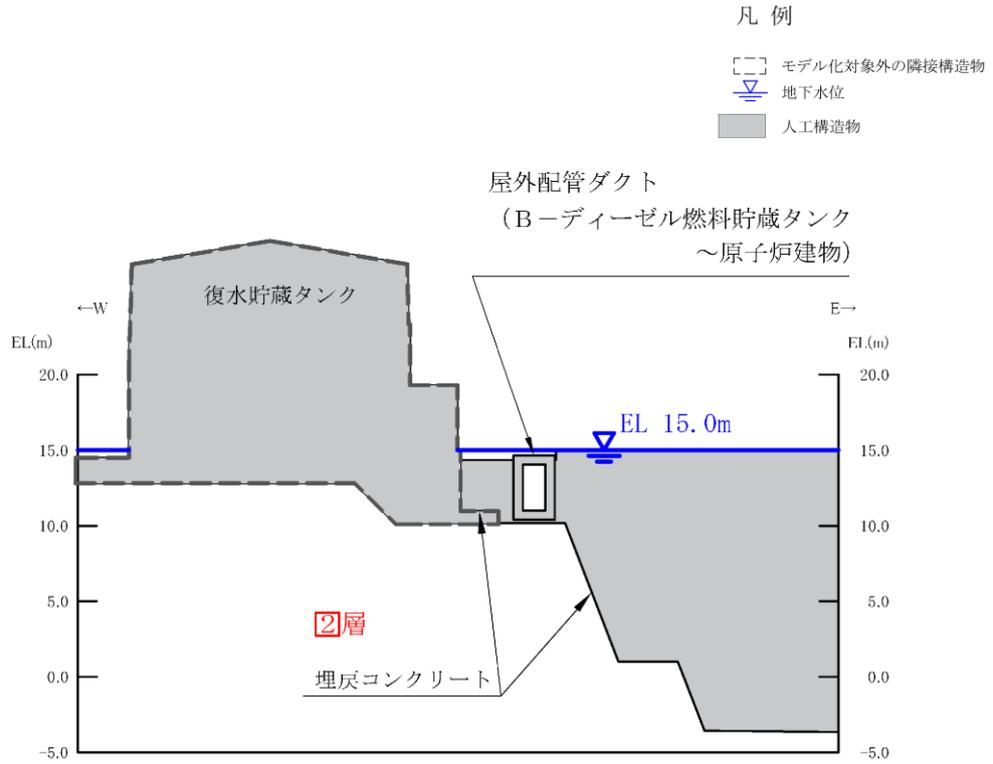 凡 例
モデル化対象外の隣接構造物
地下水位
人工構造物
屋外配管ダクト
（B－ディーゼル燃料貯蔵タンク
～原子炉建物）
復水貯蔵タンク
←W
E→
EL(m)
EL(m)
20.0
20.0
EL 15.0m
15.0
15.0
10.0
10.0
5.0
5.0
2層
埋戻コンクリート
0.0
0.0
-5.0
-5.0